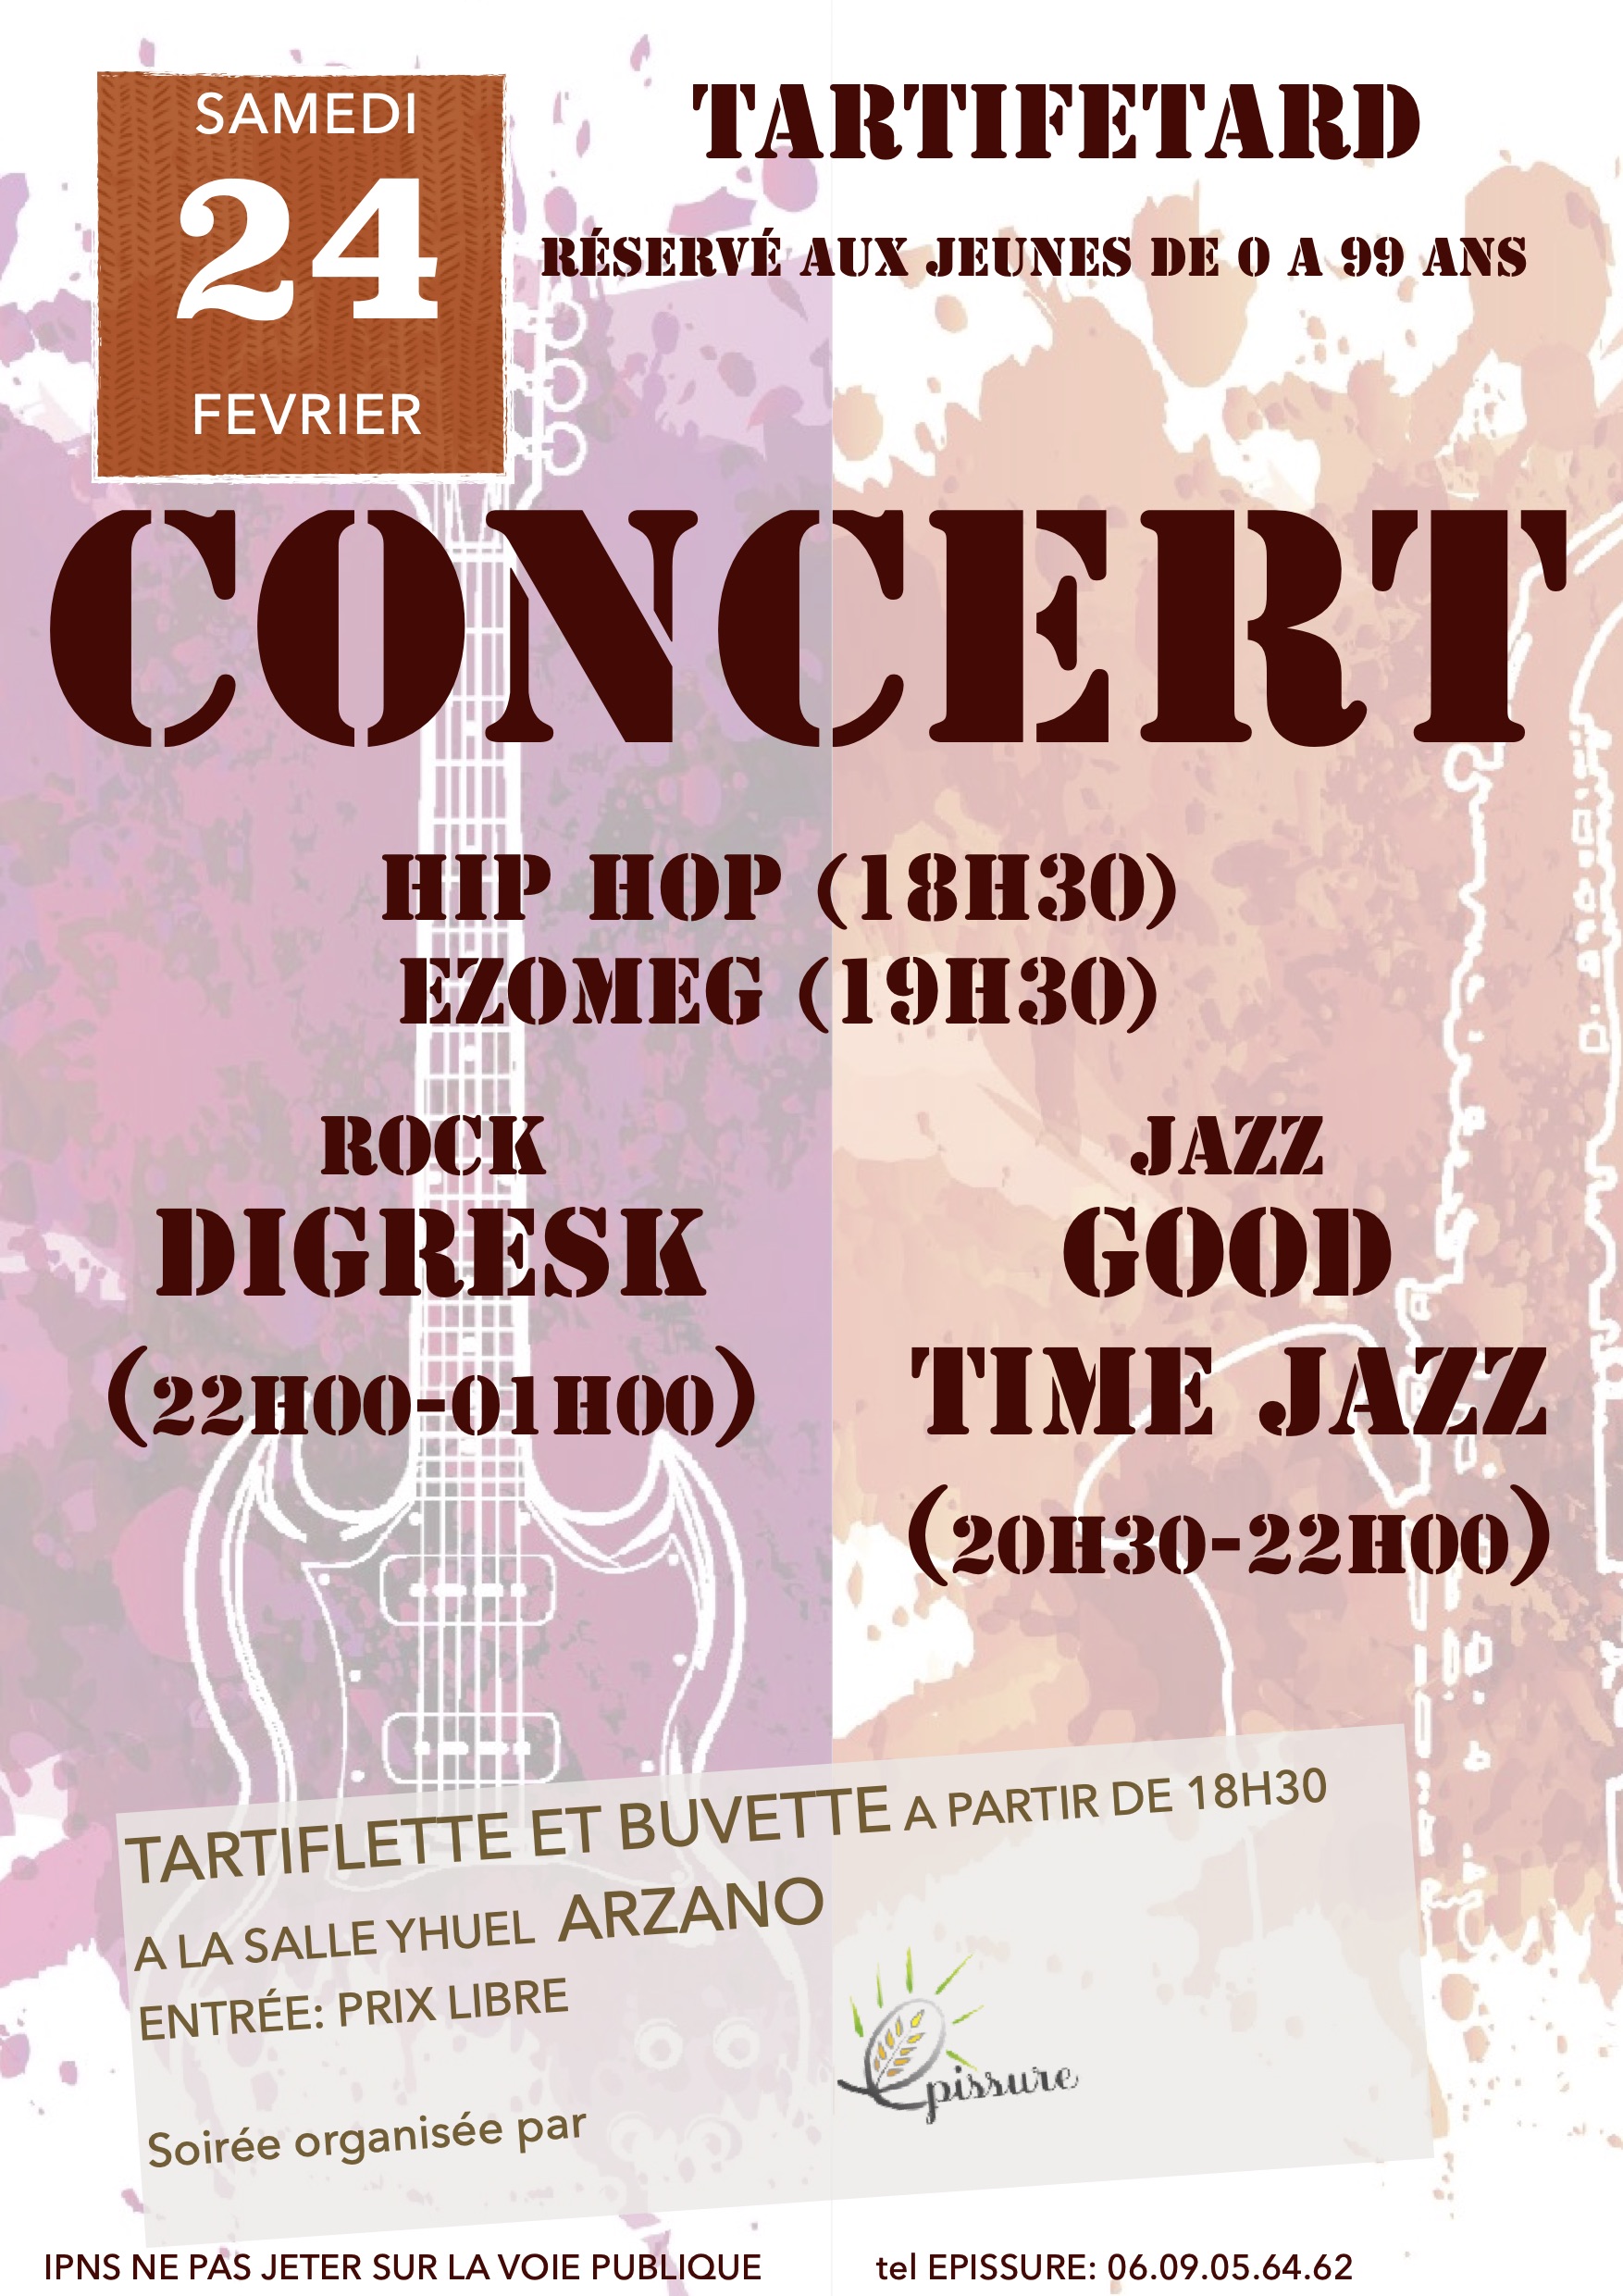 SAMEDI
24
FEVRIER
TARTIFETARD
RÉSERVÉ AUX JEUNES DE 0 A 99 ANS
CONCERT
HIP HOP (18H30)
EZOMEG (19H30)
ROCK
DIGRESK
(22H00-01H00)
JAZZ
GOOD
TIME JAZZ
(20H30-22H00)
TARTIFLETTE ET BUVETTE A PARTIR DE 18H30
A LA SALLE YHUEL ARZANO
ENTRÉE: PRIX LIBRE
Soirée organisée par
Epissure
IPNS NE PAS JETER SUR LA VOIE PUBLIQUE
tel EPISSURE: 06.09.05.64.62